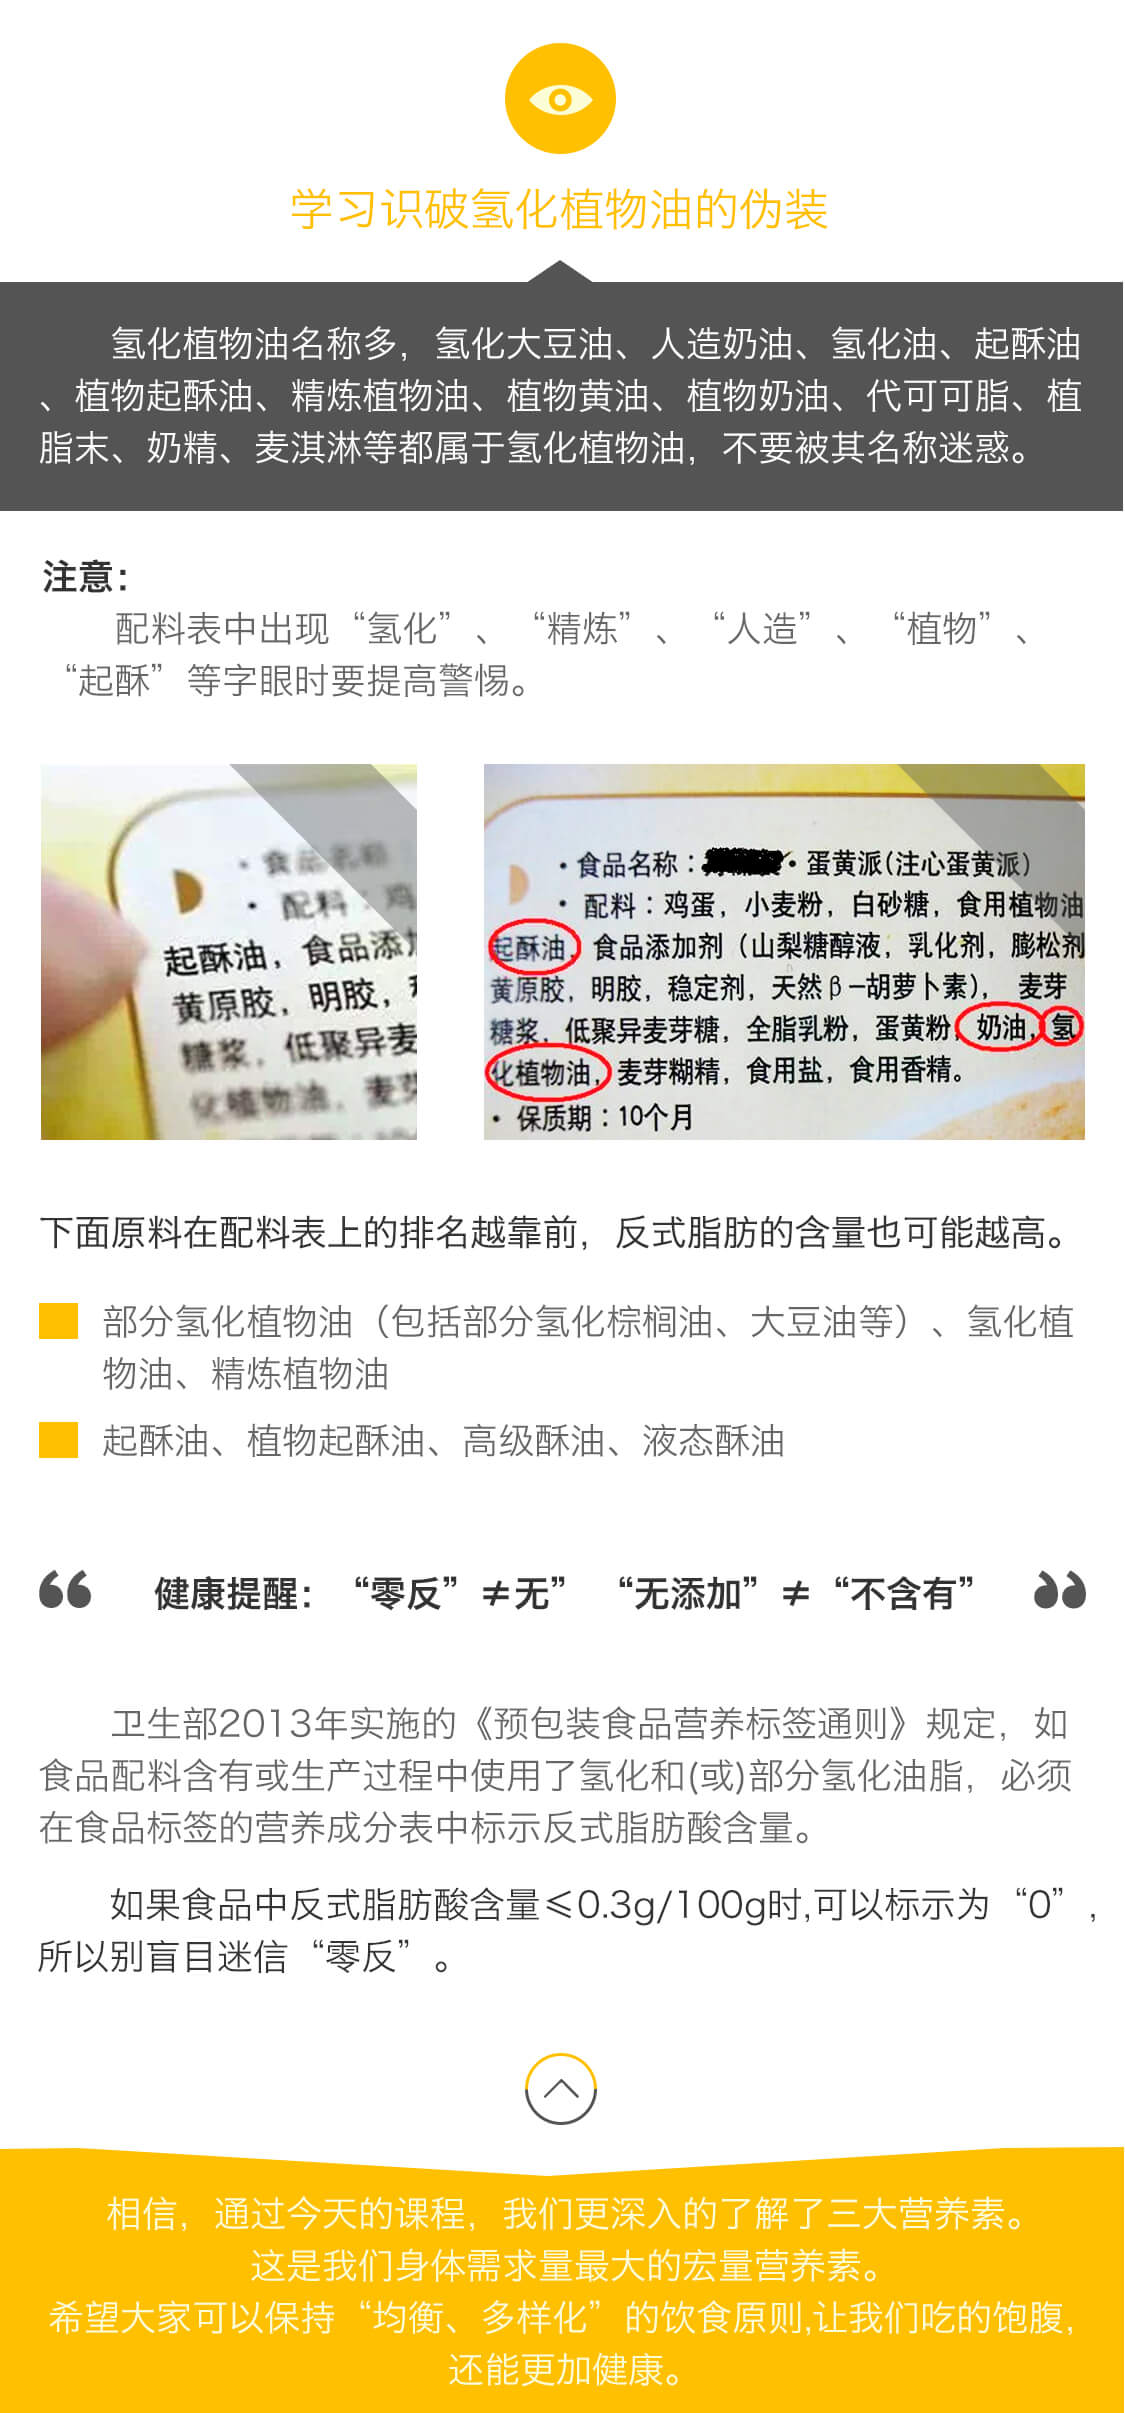 学习识破氢化植物油的伪装
氢化植物油名称多，氢化大豆油、人造奶油、氢化油、起酥油
、植物起酥油、精炼植物油、植物黄油、植物奶油、代可可脂、植
脂末、奶精、麦淇淋等都属于氢化植物油，不要被其名称迷惑。
注意：
配料表中出现“氢化”、“精炼”、“人造”、“植物”、
“起酥”等字眼时要提高警惕。
·食品名称
·配料：鸡
起酥油，食品添加
黄原胶，明胶，
糖浆，低聚异麦
化植物油，麦芽
·食品名称： ·蛋黄派(注心蛋黄派)
·配料：鸡蛋，小麦粉，白砂糖，食用植物油
起酥油，食品添加剂（山梨糖醇液，乳化剂，膨松剂
黄原胶，明胶，稳定剂，天然β-胡萝卜素），麦芽
糖浆，低聚异麦芽糖，全脂乳粉，蛋黄粉，奶油，氢
化植物油，麦芽糊精，食用盐，食用香精。
·保质期：10个月
下面原料在配料表上的排名越靠前，反式脂肪的含量也可能越高。
部分氢化植物油（包括部分氢化棕榈油、大豆油等）、氢化植
物油、精炼植物油
起酥油、植物起酥油、高级酥油、液态酥油
健康提醒：“零反”≠无” “无添加”≠“不含有”
卫生部2013年实施的《预包装食品营养标签通则》规定，如
食品配料含有或生产过程中使用了氢化和(或)部分氢化油脂，必须
在食品标签的营养成分表中标示反式脂肪酸含量。
如果食品中反式脂肪酸含量≤0.3g/100g时,可以标示为“0”,
所以别盲目迷信“零反”。
相信，通过今天的课程，我们更深入的了解了三大营养素。
这是我们身体需求量最大的宏量营养素。
希望大家可以保持“均衡、多样化”的饮食原则,让我们吃的饱腹,
还能更加健康。